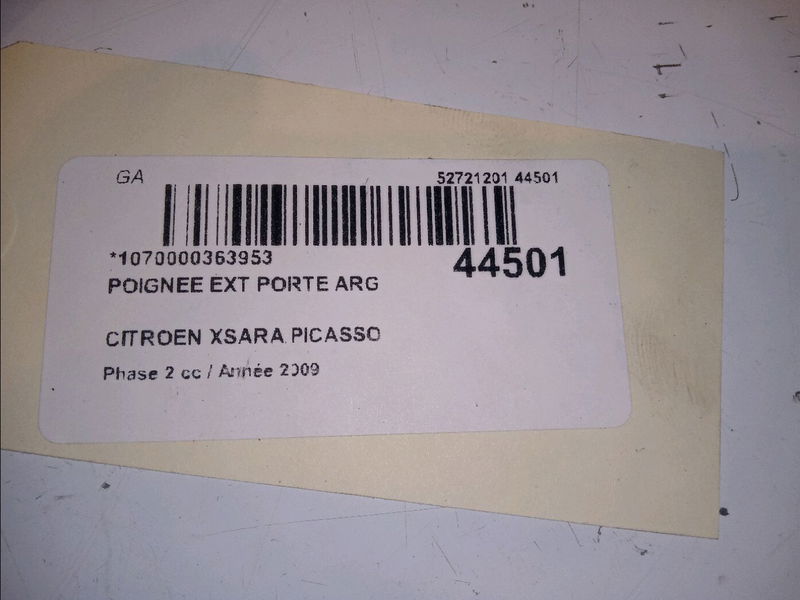 GA 52721201 44501
*1070000363953 44501
POIGNEE EXT PORTE ARG
CITROEN XSARA PICASSO
Phase 2 cc / Année 2009